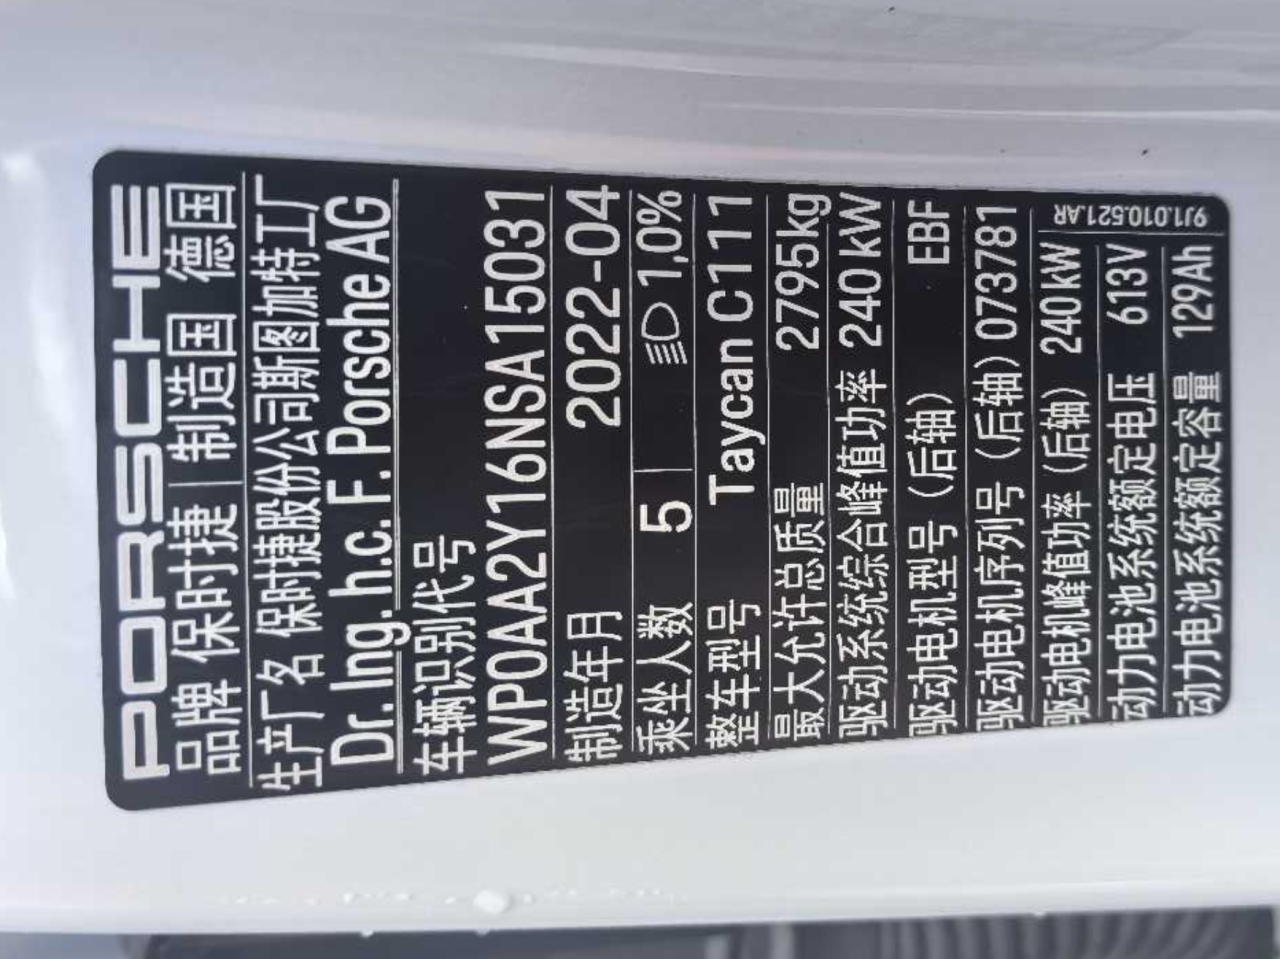 PORSCHE
品牌 保时捷 制造国 德国
生产厂名 保时捷股份公司斯图加特工厂
Dr. Ing. h.c. F. Porsche AG
车辆识别代号
WP0AA2Y16NSA15031
制造年月 2022-04
乘坐人数 5 1,0%
整车型号 Taycan C111
最大允许总质量 2795kg
驱动系统综合峰值功率 240kW
驱动电机型号（后轴） EBF
驱动电机序列号（后轴）073781
驱动电机峰值功率（后轴） 240kW
动力电池系统额定电压 613V
动力电池系统额定容量 129Ah
9J1.010.521.AR